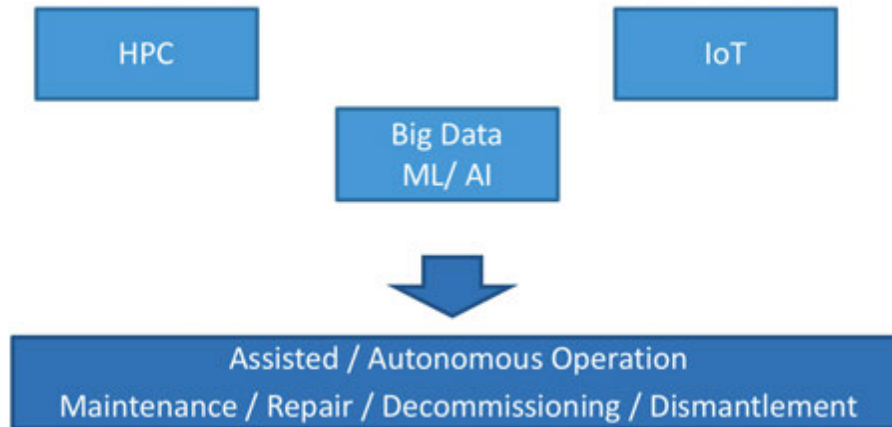 HPC
IoT
Big Data
ML/ AI
Assisted / Autonomous Operation
Maintenance / Repair / Decommissioning / Dismantlement